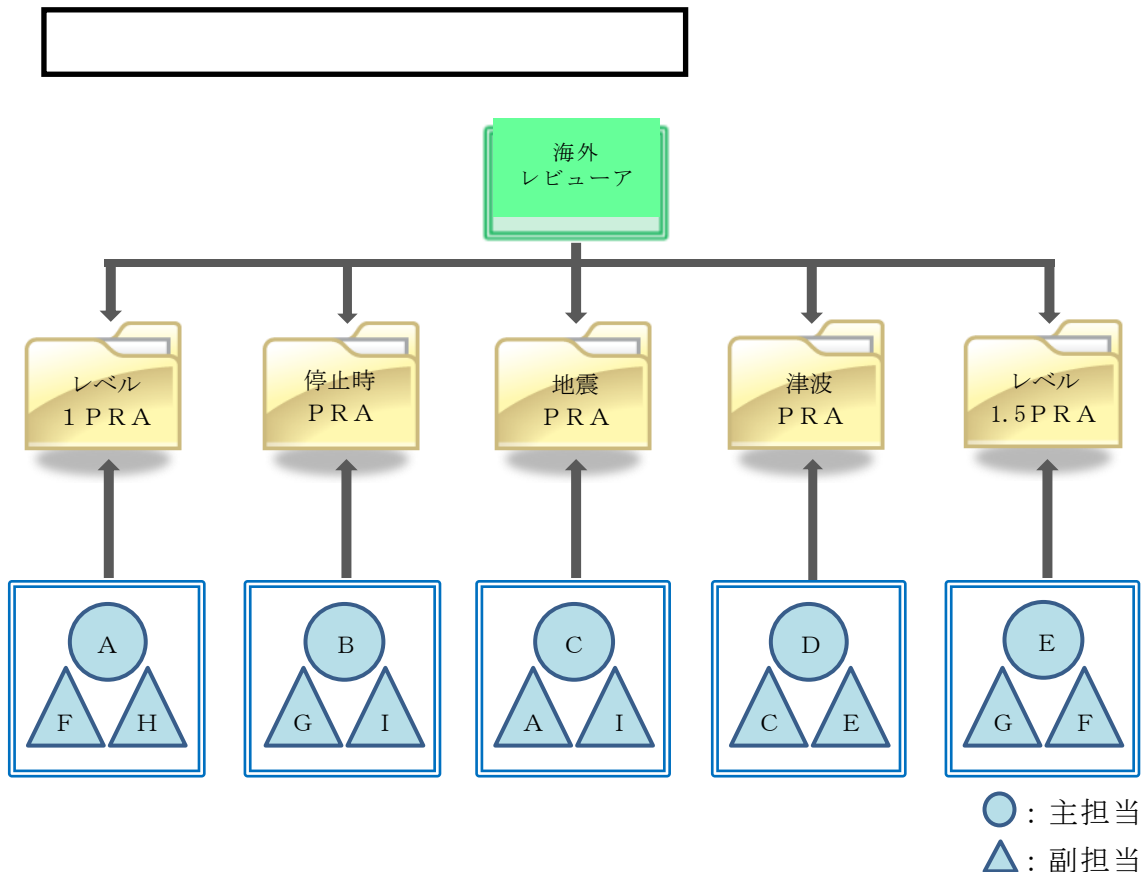 海外
レビューア
レベル
1PRA
停止時
PRA
地震
PRA
津波
PRA
レベル
1.5PRA
A
F H
B
G I
C
A I
D
C E
E
G F
○：主担当
△：副担当